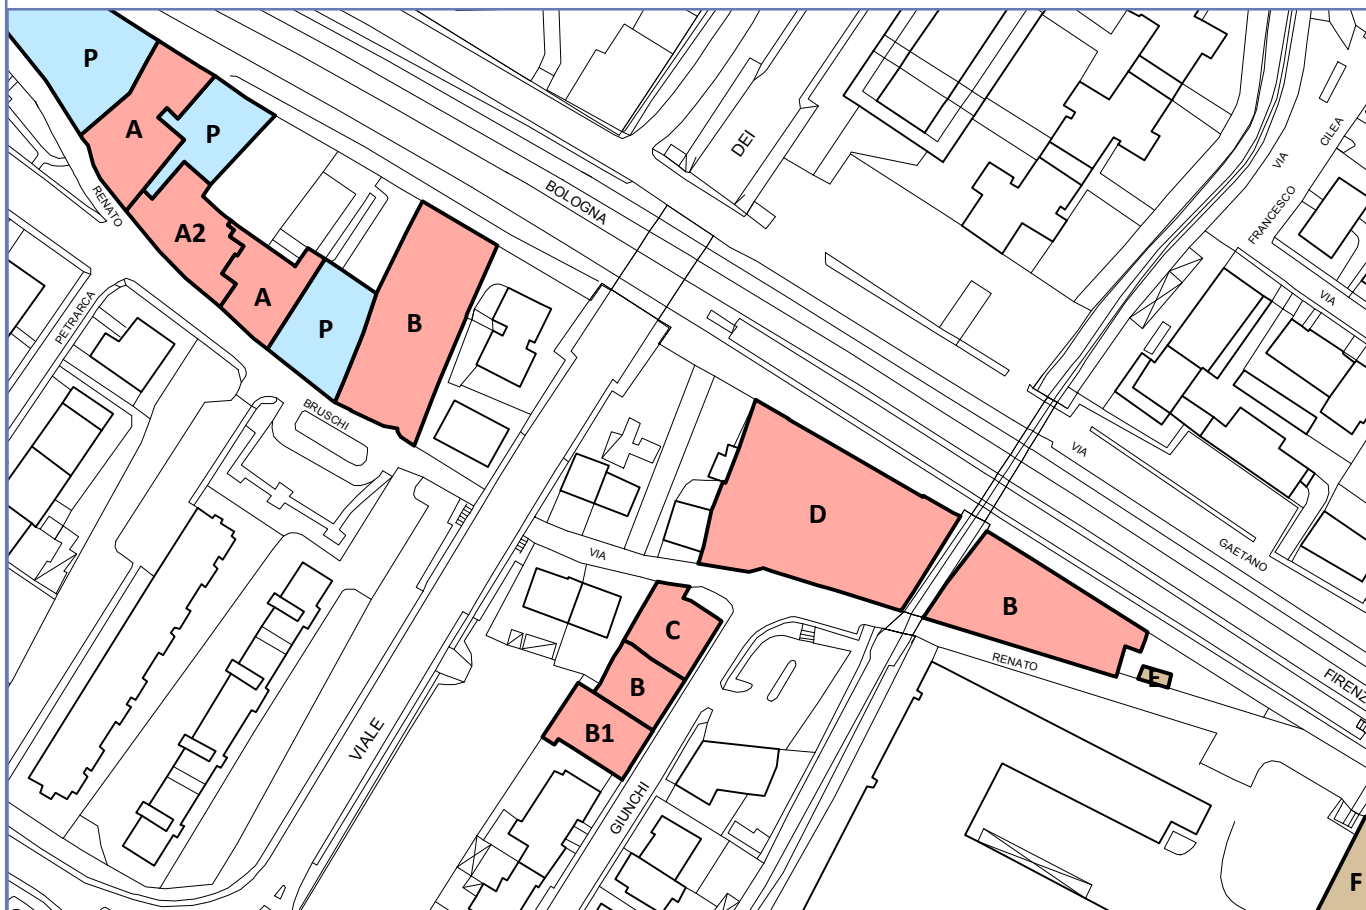 P
A
P
DEI
CILEA
VIA
RENATO
BOLOGNA
FRANCESCO
A2
A
P
B
VIA
PETRARCA
BRUSCHI
VIA
D
VIA
GAETANO
B
C
RENATO
E
B
FIRENZ
B1
VIALE
GIUNCHI
F